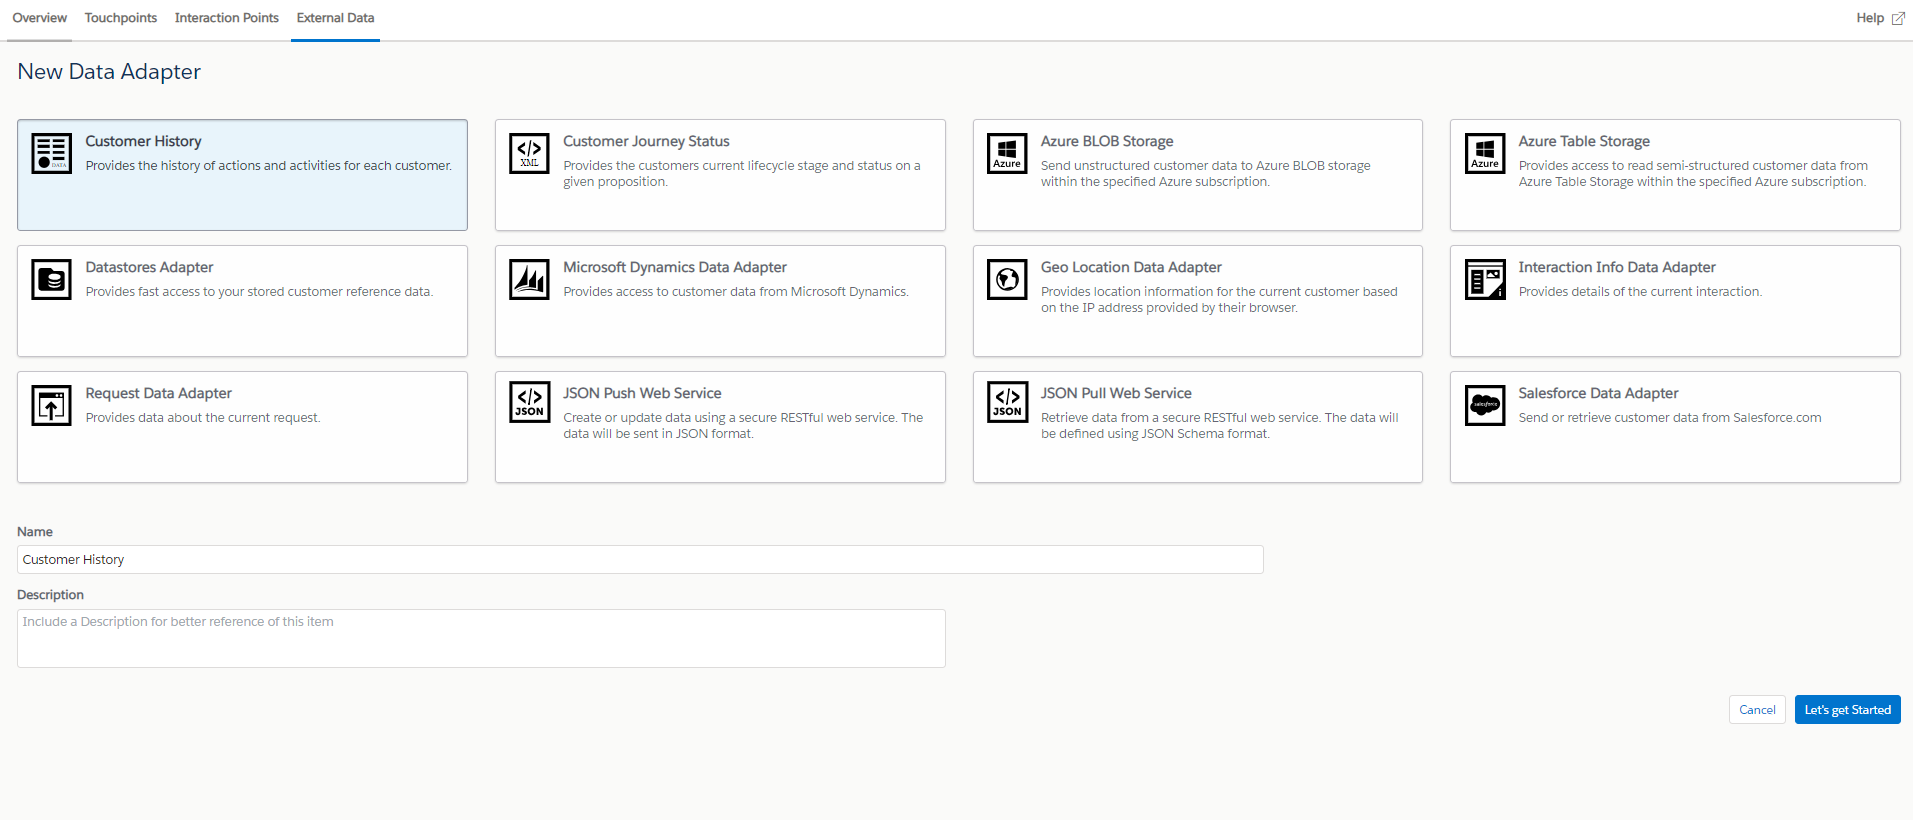 Overview Touchpoints Interaction Points External Data Help
New Data Adapter
DATA
Customer History
Provides the history of actions and activities for each customer.
XML
Customer Journey Status
Provides the customers current lifecycle stage and status on a
given proposition.
Azure
Azure BLOB Storage
Send unstructured customer data to Azure BLOB storage
within the specified Azure subscription.
Azure
Azure Table Storage
Provides access to read semi-structured customer data from
Azure Table Storage within the specified Azure subscription.
Datastores Adapter
Provides fast access to your stored customer reference data.
Microsoft Dynamics Data Adapter
Provides access to customer data from Microsoft Dynamics.
Geo Location Data Adapter
Provides location information for the current customer based
on the IP address provided by their browser.
Interaction Info Data Adapter
Provides details of the current interaction.
Request Data Adapter
Provides data about the current request.
</>
JSON
JSON Push Web Service
Create or update data using a secure RESTful web service. The
data will be sent in JSON format.
</>
JSON
JSON Pull Web Service
Retrieve data from a secure RESTful web service. The data will
be defined using JSON Schema format.
salesforce
Salesforce Data Adapter
Send or retrieve customer data from Salesforce.com
Name
Customer History
Description
Include a Description for better reference of this item
Cancel Let's get Started